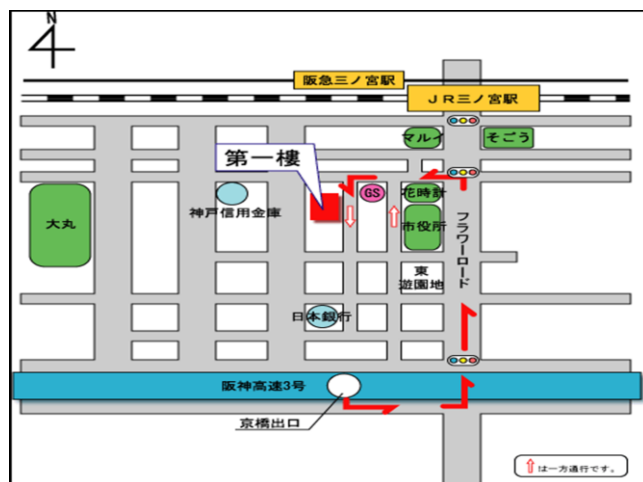 N
阪急三ノ宮駅
JR三ノ宮駅
マルイ
そごう
第一樓
GS
花時計
神戸信用金庫
大丸
市役所
フラワーロード
東
遊園地
日本銀行
阪神高速3号
京橋出口
⇧は一方通行です。